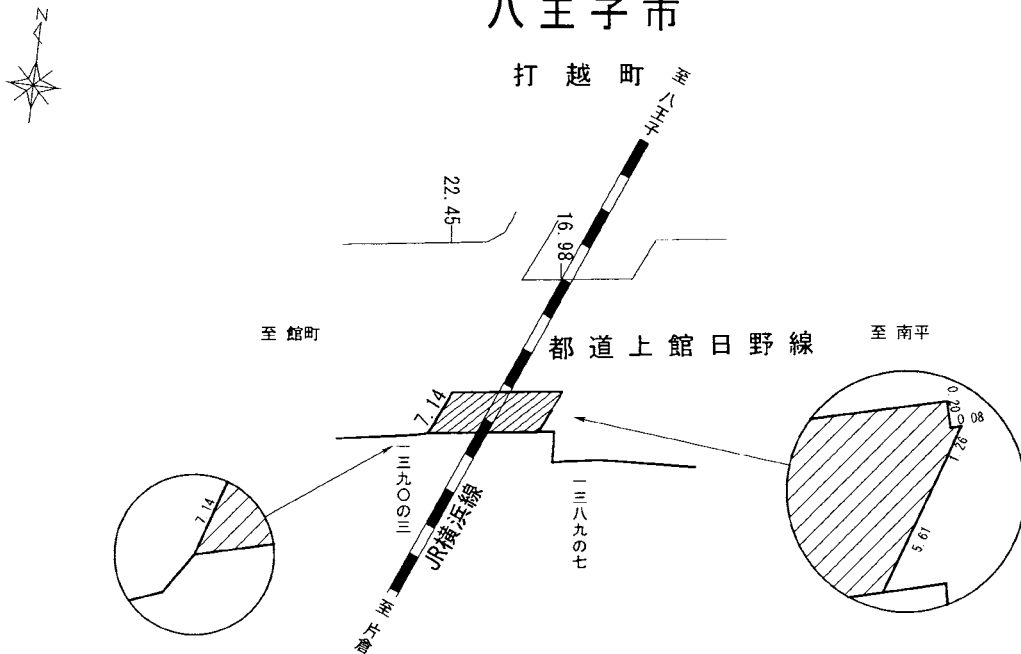 八王子市
N
打越町
至 八王子
22.45
16.98
至 館町
都道上館日野線
至 南平
7.14
0.20
0.08
1.26
5.61
7.14
一三九〇の三
一三八九の七
JR横浜線
至 片倉